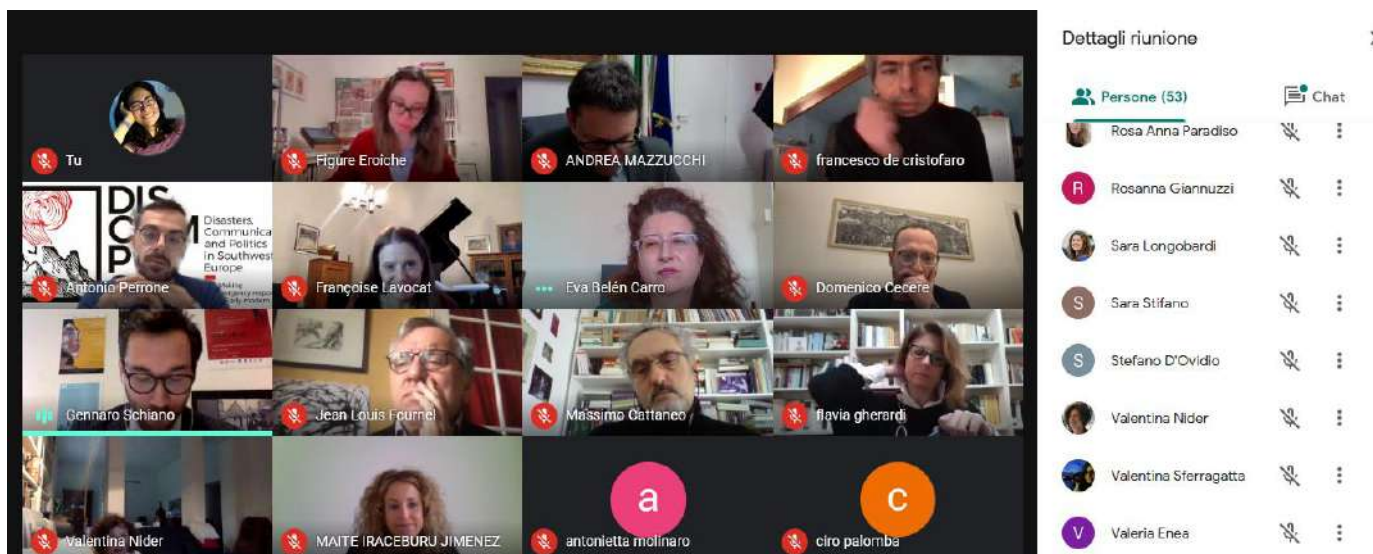 Tu
Figure Eroiche
ANDREA MAZZUCCHI
francesco de cristofaro
DIS
Disasters,
Communica
and Politics
in Southwest
Europe
Antonio Perrone
Françoise Lavocat
Eva Belén Carro
Domenico Cecere
Gennaro Schiano
Jean Louis Fournel
Massimo Cattaneo
flavia gherardi
Valentina Nider
MAITE IRACEBURU JIMENEZ
a
antonietta molinaro
c
ciro palomba
Dettagli riunione
Persone (53)
Chat
Rosa Anna Paradiso
R
Rosanna Giannuzzi
Sara Longobardi
S
Sara Stifano
S
Stefano D'Ovidio
Valentina Nider
Valentina Sferragatta
V
Valeria Enea